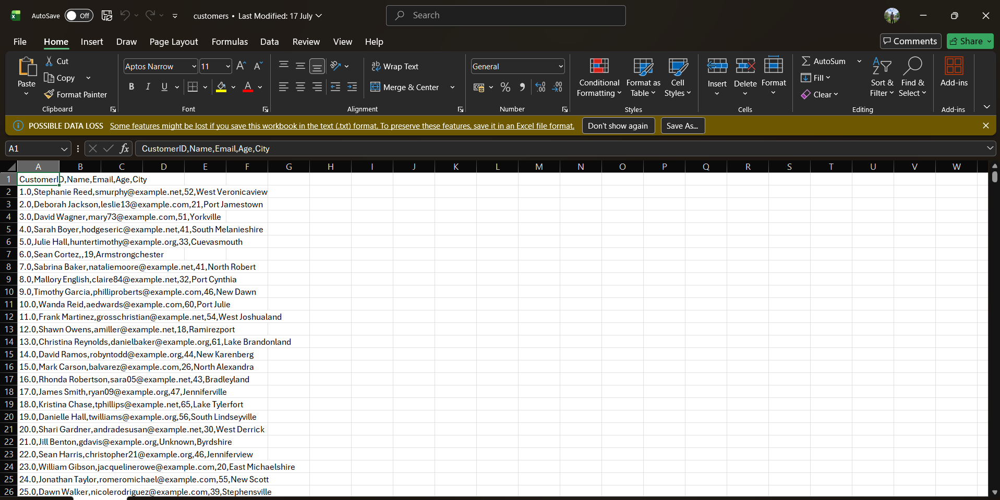 AutoSave Off customers • Last Modified: 17 July Search
File Home Insert Draw Page Layout Formulas Data Review View Help Comments Share
Paste Cut Copy Format Painter Clipboard
Aptos Narrow 11 B I U A Font
Wrap Text Merge & Center Alignment
General % Number
Conditional Formatting Format as Table Cell Styles Styles
Insert Delete Format Cells
AutoSum Fill Clear Sort & Filter Find & Select Editing
Add-ins Add-ins
POSSIBLE DATA LOSS Some features might be lost if you save this workbook in the text (.txt) format. To preserve these features, save it in an Excel file format. Don't show again Save As...
A1 fx CustomerID,Name,Email,Age,City
A B C D E F G H I J K L M N O P Q R S T U V W
1 CustomerID,Name,Email,Age,City
2 1.0,Stephanie Reed,smurphy@example.net,52,West Veronicaview
3 2.0,Deborah Jackson,leslie13@example.com,21,Port Jamestown
4 3.0,David Wagner,mary73@example.com,51,Yorkville
5 4.0,Sarah Boyer,hodgeseric@example.net,41,South Melanieshire
6 5.0,Julie Hall,huntertimothy@example.org,33,Cuevasmouth
7 6.0,Sean Cortez,,19,Armstrongchester
8 7.0,Sabrina Baker,nataliemoore@example.net,41,North Robert
9 8.0,Mallory English,claire84@example.net,32,Port Cynthia
10 9.0,Timothy Garcia,philliproberts@example.com,46,New Dawn
11 10.0,Wanda Reid,aedwards@example.com,60,Port Julie
12 11.0,Frank Martinez,grosschristian@example.net,54,West Joshualand
13 12.0,Shawn Owens,amiller@example.net,18,Ramirezport
14 13.0,Christina Reynolds,danielbaker@example.org,61,Lake Brandonland
15 14.0,David Ramos,robyntodd@example.org,44,New Karenberg
16 15.0,Mark Carson,balvarez@example.com,26,North Alexandra
17 16.0,Rhonda Robertson,sara05@example.net,43,Bradleyland
18 17.0,James Smith,ryan09@example.org,47,Jenniferville
19 18.0,Kristina Chase,tphillips@example.net,65,Lake Tylerfort
20 19.0,Danielle Hall,twilliams@example.org,56,South Lindseyville
21 20.0,Shari Gardner,andradesusan@example.net,30,West Derrick
22 21.0,Jill Benton,gdavis@example.org,Unknown,Byrdshire
23 22.0,Sean Harris,christopher21@example.org,46,Jenniferview
24 23.0,William Gibson,jacquelinerowe@example.com,20,East Michaelshire
25 24.0,Jonathan Taylor,romeromichael@example.com,55,New Scott
26 25.0,Dawn Walker,nicolerodriguez@example.com,39,Stephensville